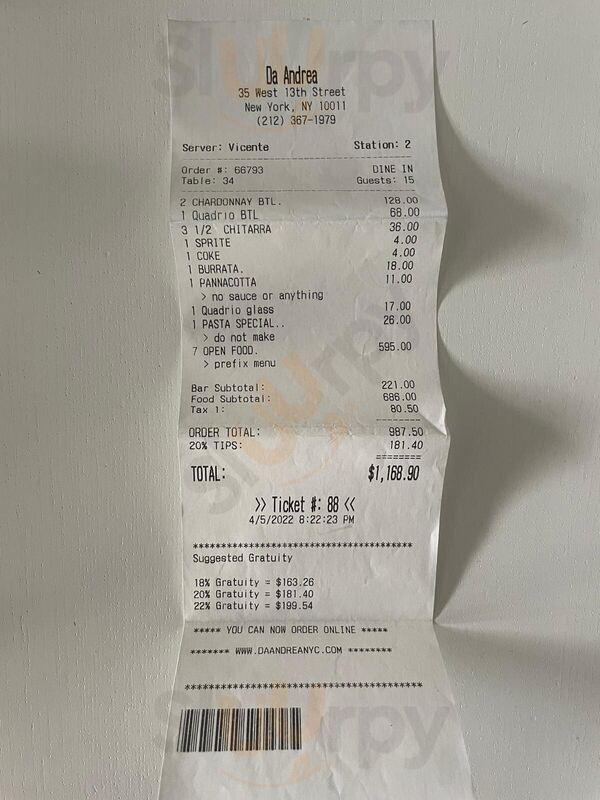 Da Andrea
35 West 13th Street
New York, NY 10011
(212) 367-1979
Server: Vicente Station: 2
Order #: 66793 DINE IN
Table: 34 Guests: 15
2 CHARDONNAY BTL. 128.00
1 Quadrio BTL 68.00
3 1/2 CHITARRA 36.00
1 SPRITE 4.00
1 COKE 4.00
1 BURRATA. 18.00
1 PANNACOTTA 11.00
> no sauce or anything
1 Quadrio glass 17.00
1 PASTA SPECIAL.. 26.00
> do not make
7 OPEN FOOD. 595.00
> prefix menu
Bar Subtotal: 221.00
Food Subtotal: 686.00
Tax 1: 80.50
--------
ORDER TOTAL: 987.50
20% TIPS: 181.40
========
TOTAL: $1,168.90
>> Ticket #: 88 <<
4/5/2022 8:22:23 PM
****************************************
Suggested Gratuity
18% Gratuity = $163.26
20% Gratuity = $181.40
22% Gratuity = $199.54
***** YOU CAN NOW ORDER ONLINE *****
******* WWW.DAANDREANYC.COM ********
****************************************
Slurpy
Slurpy
Slurpy